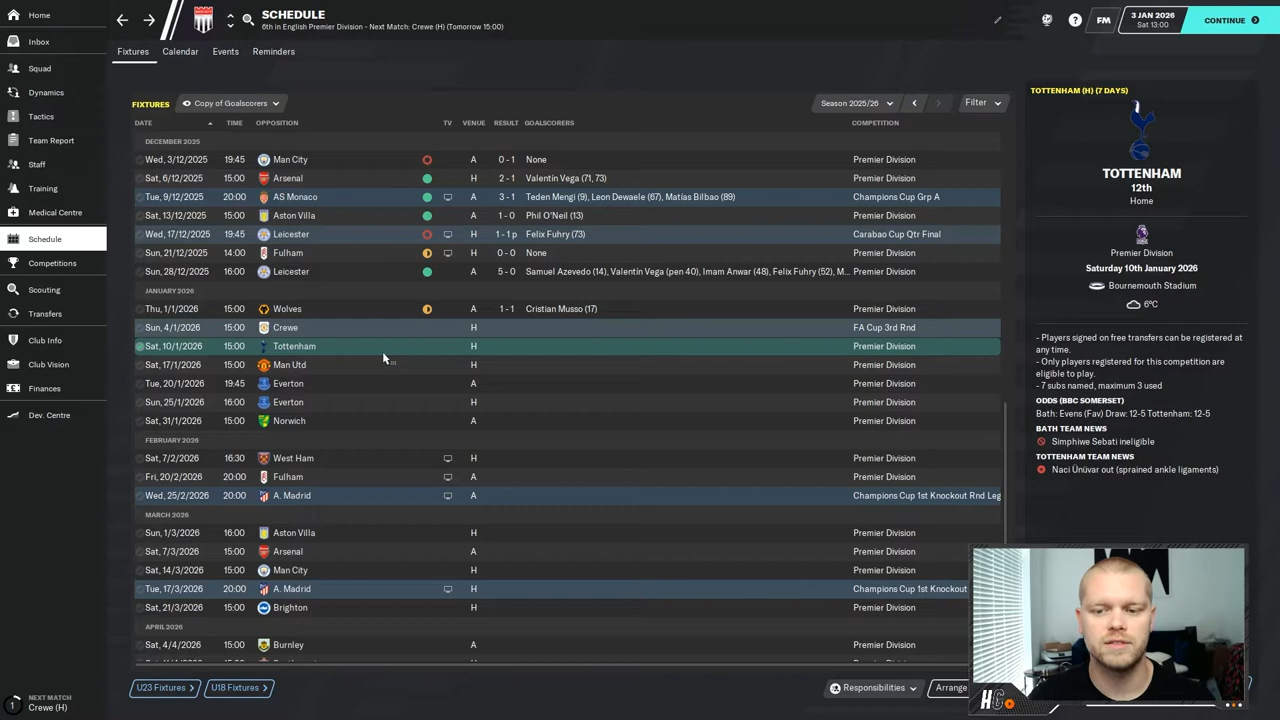 Home
SCHEDULE
6th in English Premier Division - Next Match: Crewe (H) (Tomorrow 15:00)
FM
3 JAN 2026
Sat 13:00
CONTINUE
Inbox
Squad
Dynamics
Tactics
Team Report
Staff
Training
Medical Centre
Schedule
Competitions
Scouting
Transfers
Club Info
Club Vision
Finances
Dev. Centre
Fixtures Calendar Events Reminders
FIXTURES Copy of Goalscorers Season 2025/26 Filter
DATE TIME OPPOSITION TV VENUE RESULT GOALSCORERS COMPETITION
DECEMBER 2025
Wed, 3/12/2025 19:45 Man City A 0 - 1 None Premier Division
Sat, 6/12/2025 15:00 Arsenal H 2 - 1 Valentín Vega (71, 73) Premier Division
Tue, 9/12/2025 20:00 AS Monaco A 3 - 1 Teden Mengi (9), Leon Dewaele (67), Matías Bilbao (89) Champions Cup Grp A
Sat, 13/12/2025 15:00 Aston Villa A 1 - 0 Phil O'Neil (13) Premier Division
Wed, 17/12/2025 19:45 Leicester H 1 - 1 p Felix Fuhry (73) Carabao Cup Qtr Final
Sun, 21/12/2025 14:00 Fulham H 0 - 0 None Premier Division
Sun, 28/12/2025 16:00 Leicester A 5 - 0 Samuel Azevedo (14), Valentín Vega (pen 40), Imam Anwar (48), Felix Fuhry (52), M... Premier Division
JANUARY 2026
Thu, 1/1/2026 15:00 Wolves A 1 - 1 Cristian Musso (17) Premier Division
Sun, 4/1/2026 15:00 Crewe H FA Cup 3rd Rnd
Sat, 10/1/2026 15:00 Tottenham H Premier Division
Sat, 17/1/2026 15:00 Man Utd H Premier Division
Tue, 20/1/2026 19:45 Everton A Premier Division
Sun, 25/1/2026 16:00 Everton H Premier Division
Sat, 31/1/2026 15:00 Norwich A Premier Division
FEBRUARY 2026
Sat, 7/2/2026 16:30 West Ham H Premier Division
Fri, 20/2/2026 20:00 Fulham A Premier Division
Wed, 25/2/2026 20:00 A. Madrid A Champions Cup 1st Knockout Rnd Leg
MARCH 2026
Sun, 1/3/2026 16:00 Aston Villa H Premier Division
Sat, 7/3/2026 15:00 Arsenal A Premier Division
Sat, 14/3/2026 15:00 Man City H Premier Division
Tue, 17/3/2026 20:00 A. Madrid H Champions Cup 1st Knockout
Sat, 21/3/2026 15:00 Brighton H Premier Division
APRIL 2026
Sat, 4/4/2026 15:00 Burnley A Premier Division
U23 Fixtures U18 Fixtures Responsibilities Arrange
TOTTENHAM (H) (7 DAYS)
TOTTENHAM
12th
Home
Premier Division
Saturday 10th January 2026
Bournemouth Stadium
6°C
- Players signed on free transfers can be registered at
any time.
- Only players registered for this competition are
eligible to play.
- 7 subs named, maximum 3 used
ODDS (BBC SOMERSET)
Bath: Evens (Fav) Draw: 12-5 Tottenham: 12-5
BATH TEAM NEWS
Simphiwe Sebati ineligible
TOTTENHAM TEAM NEWS
Naci Ünüvar out (sprained ankle ligaments)
1
NEXT MATCH
Crewe (H)
HG